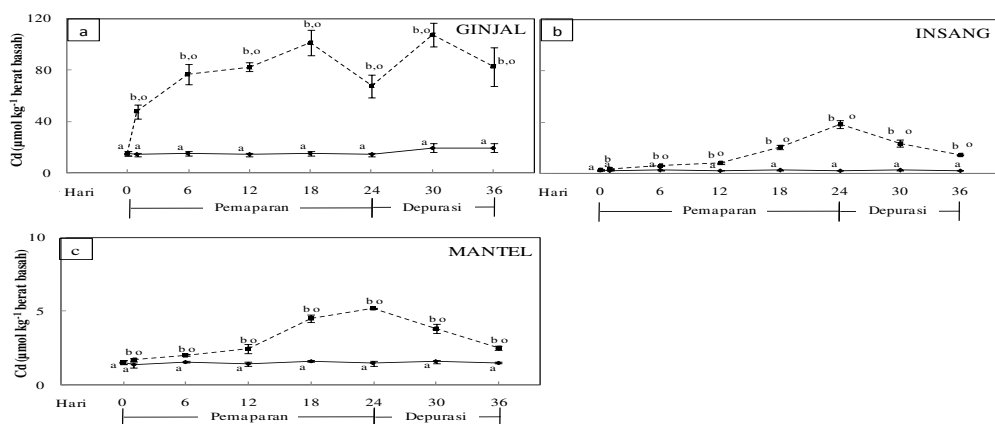 a
GINJAL
120
80
40
0
Cd (µmol kg-1 berat basah)
b,o
b,o
b,o
b,o
b,o
b,o
b,o
a a a a a a a a
Hari 0 6 12 18 24 30 36
Pemaparan Depurasi
b
INSANG
b b o b o b o b o b o b o
a a a a a a a a
Hari 0 6 12 18 24 30 36
Pemaparan Depurasi
c
MANTEL
10
5
0
Cd (µmol kg-1 berat basah)
b o b o b o b o b o b o b o
a a a a a a a a
Hari 0 6 12 18 24 30 36
Pemaparan Depurasi